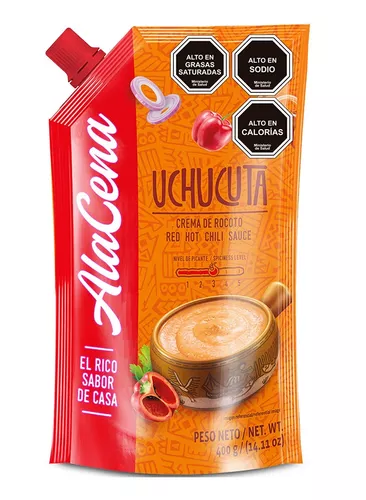 ALTO EN
GRASAS
SATURADAS
Ministerio
de Salud
ALTO EN
SODIO
Ministerio
de Salud
ALTO EN
CALORÍAS
Ministerio
de Salud
AlaCena
UCHUCUTA
CREMA DE ROCOTO
RED HOT CHILI SAUCE
NIVEL DE PICANTE / SPICINESS LEVEL
1 2 3 4 5
EL RICO
SABOR
DE CASA
PESO NETO / NET. WT.
400 g / (14.11 oz)